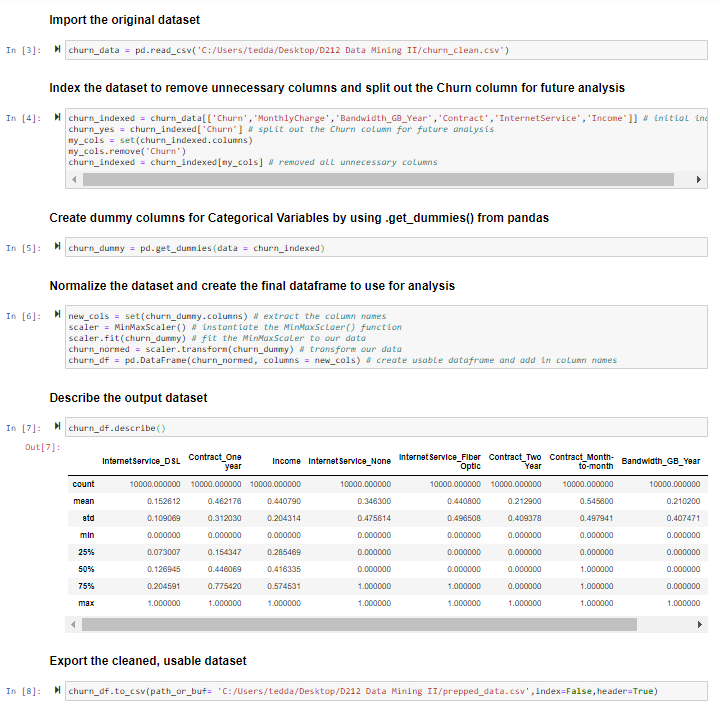 Import the original dataset
In [3]: churn_data = pd.read_csv('C:/Users/tedda/Desktop/D212 Data Mining II/churn_clean.csv')
Index the dataset to remove unnecessary columns and split out the Churn column for future analysis
In [4]: churn_indexed = churn_data[['Churn','MonthlyCharge','Bandwidth_GB_Year','Contract','InternetService','Income']] # initial
churn_yes = churn_indexed['Churn'] # split out the Churn column for future analysis
my_cols = set(churn_indexed.columns)
my_cols.remove('Churn')
churn_indexed = churn_indexed[my_cols] # removed all unnecessary columns
Create dummy columns for Categorical Variables by using .get_dummies() from pandas
In [5]: churn_dummy = pd.get_dummies(data = churn_indexed)
Normalize the dataset and create the final dataframe to use for analysis
In [6]: new_cols = set(churn_dummy.columns) # extract the column names
scaler = MinMaxScaler() # instantiate the MinMaxSclaer() function
scaler.fit(churn_dummy) # fit the MinMaxScaler to our data
churn_normed = scaler.transform(churn_dummy) # transform our data
churn_df = pd.DataFrame(churn_normed, columns = new_cols) # create usable dataframe and add in column names
Describe the output dataset
In [7]: churn_df.describe()
Out[7]:
InternetService_DSL Contract_One year Income InternetService_None InternetService_Fiber Optic Contract_Two Year Contract_Month-to-month Bandwidth_GB_Year
count 10000.000000 10000.000000 10000.000000 10000.000000 10000.000000 10000.000000 10000.000000 10000.000000
mean 0.152612 0.462176 0.440790 0.346300 0.440800 0.212900 0.545600 0.210200
std 0.109069 0.312030 0.204314 0.475814 0.496508 0.409378 0.497941 0.407471
min 0.000000 0.000000 0.000000 0.000000 0.000000 0.000000 0.000000 0.000000
25% 0.073007 0.154347 0.285469 0.000000 0.000000 0.000000 0.000000 0.000000
50% 0.126945 0.446069 0.416335 0.000000 0.000000 0.000000 1.000000 0.000000
75% 0.204591 0.775420 0.574531 1.000000 1.000000 0.000000 1.000000 0.000000
max 1.000000 1.000000 1.000000 1.000000 1.000000 1.000000 1.000000 1.000000
Export the cleaned, usable dataset
In [8]: churn_df.to_csv(path_or_buf= 'C:/Users/tedda/Desktop/D212 Data Mining II/prepped_data.csv',index=False,header=True)